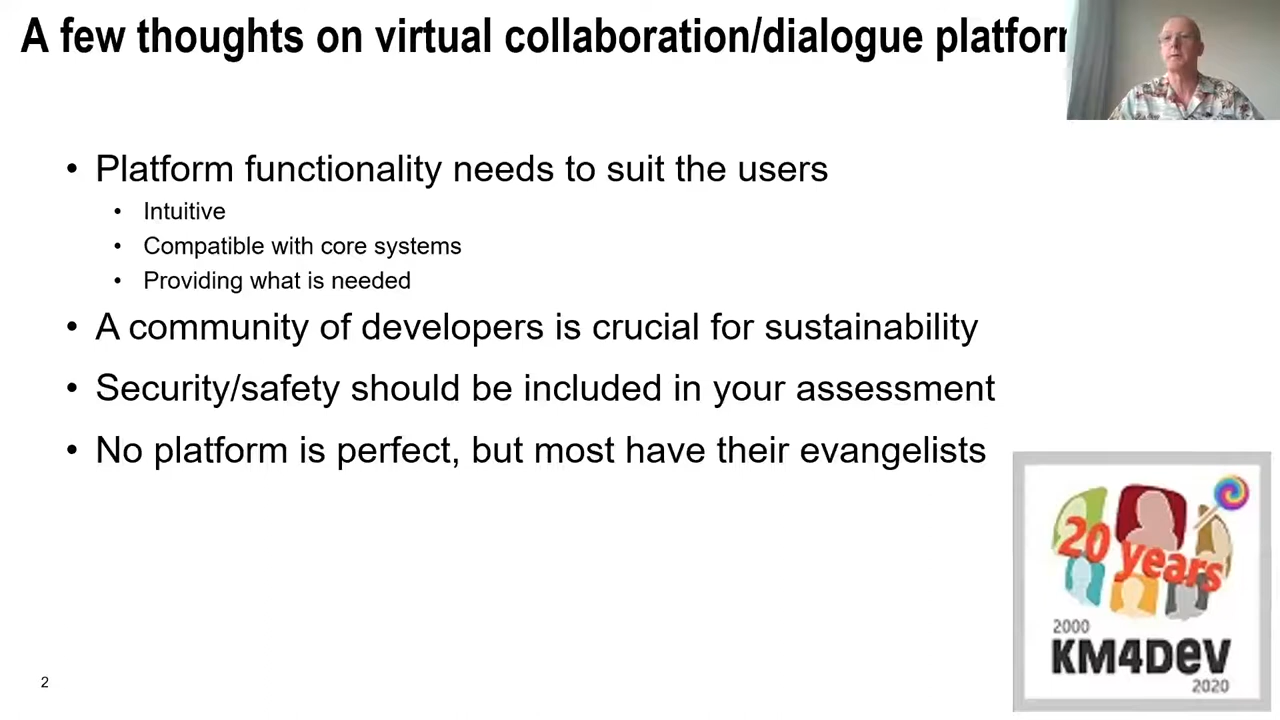 A few thoughts on virtual collaboration/dialogue
• Platform functionality needs to suit the users
• Intuitive
• Compatible with core systems
• Providing what is needed
• A community of developers is crucial for sustainability
• Security/safety should be included in your assessment
• No platform is perfect, but most have their evangelists
20 years
2000
KM4DeV
2020
2